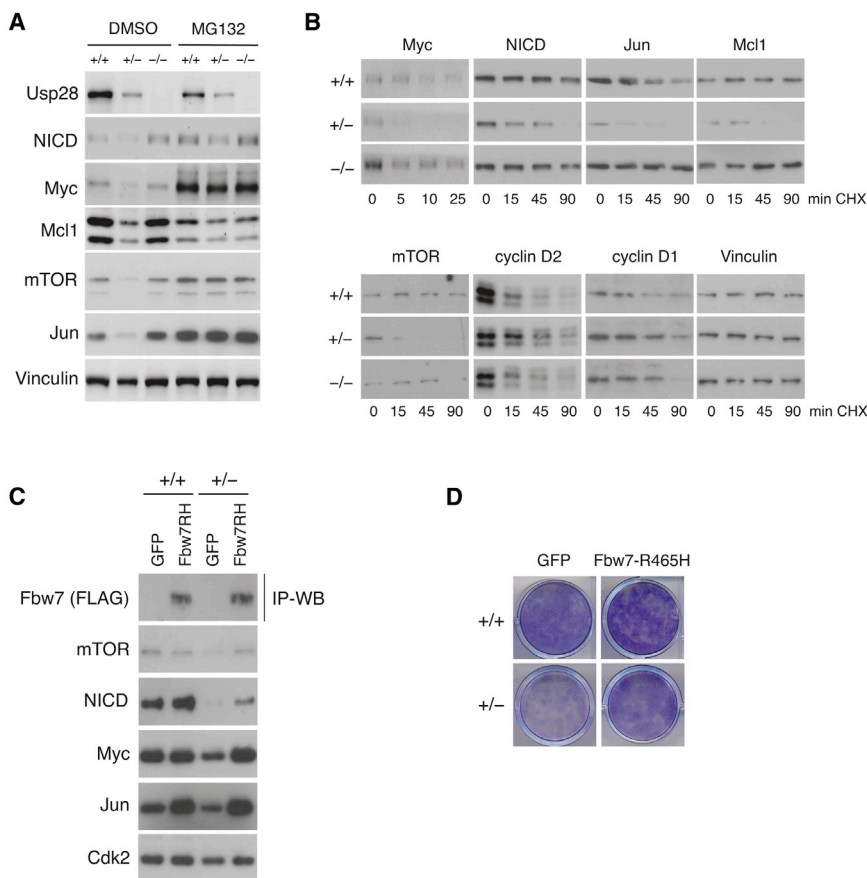 A
DMSO MG132
+/+ +/− −/− +/+ +/− −/−
Usp28
NICD
Myc
Mcl1
mTOR
Jun
Vinculin
B
Myc NICD Jun Mcl1
+/+
+/−
−/−
0 5 10 25 0 15 45 90 0 15 45 90 0 15 45 90 min CHX
mTOR cyclin D2 cyclin D1 Vinculin
+/+
+/−
−/−
0 15 45 90 0 15 45 90 0 15 45 90 0 15 45 90 min CHX
C
+/+ +/−
GFP Fbw7RH GFP Fbw7RH
Fbw7 (FLAG) IP-WB
mTOR
NICD
Myc
Jun
Cdk2
D
GFP Fbw7-R465H
+/+
+/−